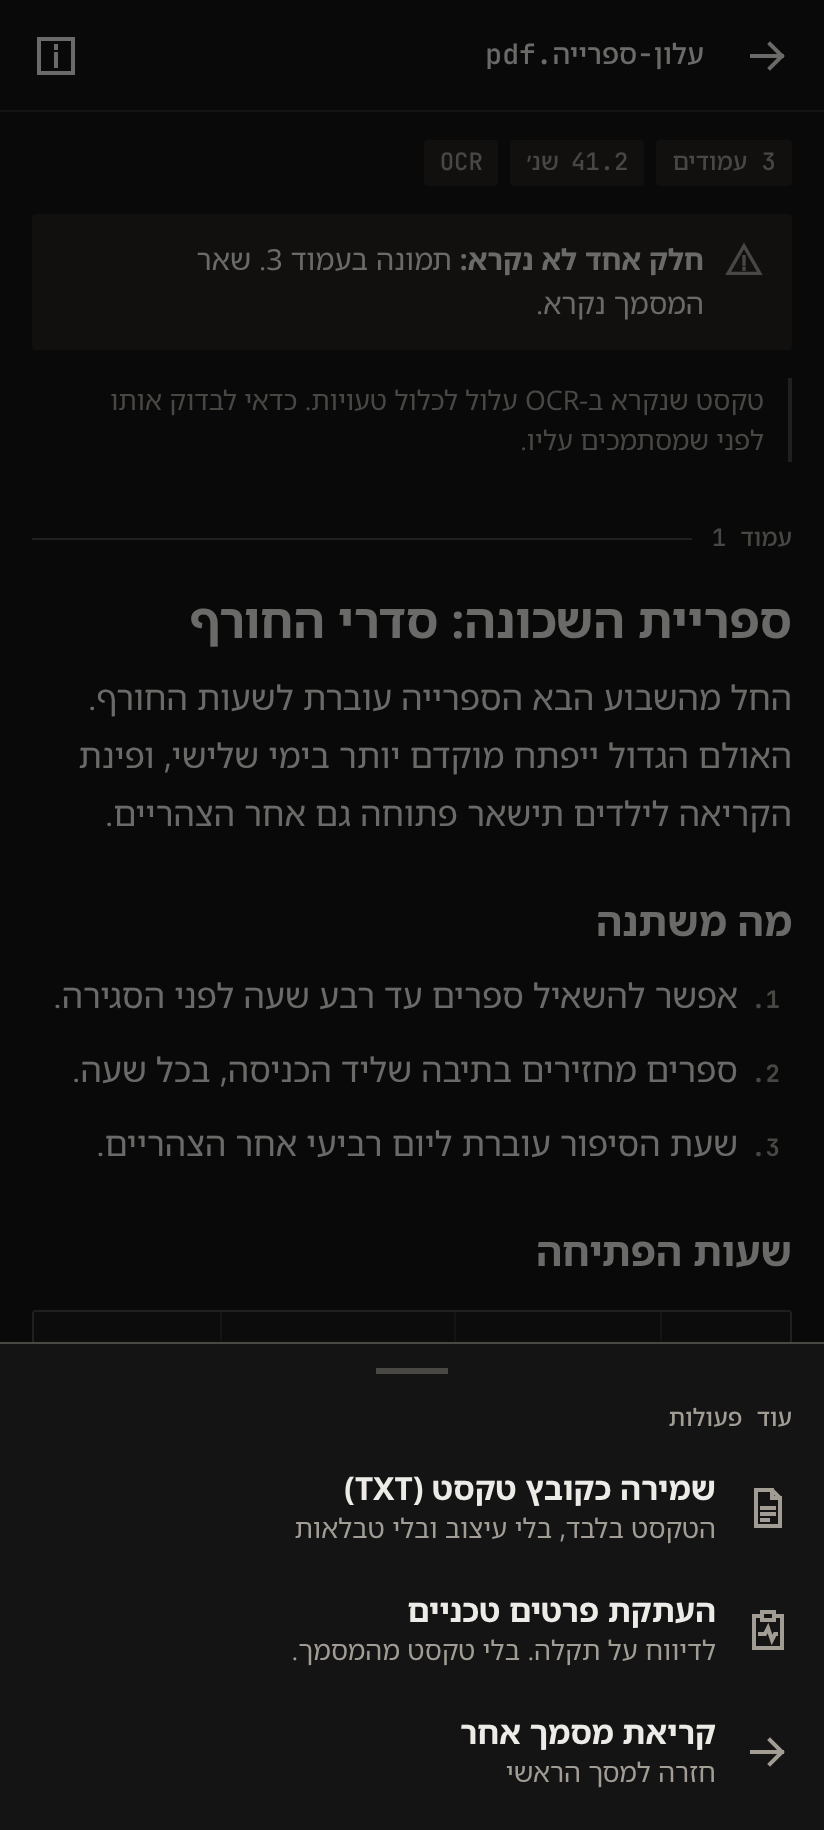 עלון-ספרייה.pdf
3 עמודים
41.2 שנ׳
OCR
חלק אחד לא נקרא: תמונה בעמוד 3. שאר
המסמך נקרא.
טקסט שנקרא ב-OCR עלול לכלול טעויות. כדאי לבדוק אותו
לפני שמסתמכים עליו.
עמוד 1
ספריית השכונה: סדרי החורף
החל מהשבוע הבא הספרייה עוברת לשעות החורף.
האולם הגדול ייפתח מוקדם יותר בימי שלישי, ופינת
הקריאה לילדים תישאר פתוחה גם אחר הצהריים.
מה משתנה
1. אפשר להשאיל ספרים עד רבע שעה לפני הסגירה.
2. ספרים מחזירים בתיבה שליד הכניסה, בכל שעה.
3. שעת הסיפור עוברת ליום רביעי אחר הצהריים.
שעות הפתיחה
עוד פעולות
שמירה כקובץ טקסט (TXT)
הטקסט בלבד, בלי עיצוב ובלי טבלאות
העתקת פרטים טכניים
לדיווח על תקלה. בלי טקסט מהמסמך.
קריאת מסמך אחר
חזרה למסך הראשי